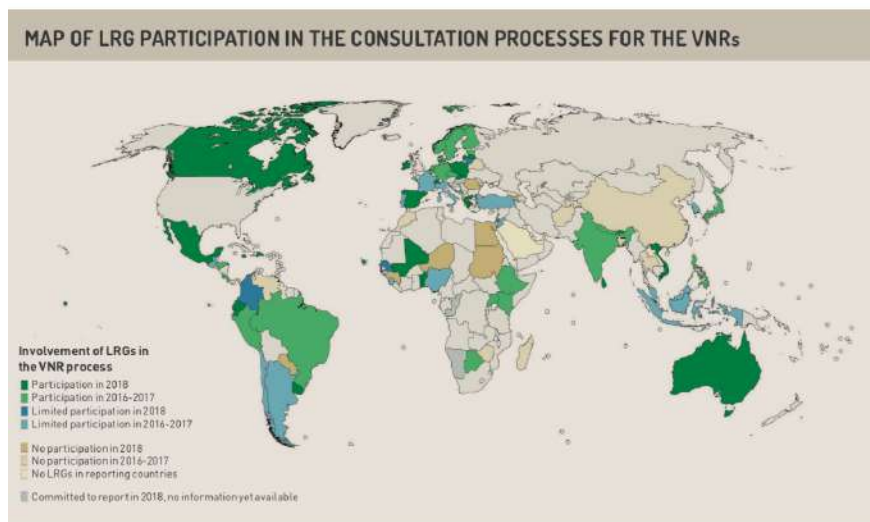 MAP OF LRG PARTICIPATION IN THE CONSULTATION PROCESSES FOR THE VNRs
Involvement of LRGs in
the VNR process
Participation in 2018
Participation in 2016-2017
Limited participation in 2018
Limited participation in 2016-2017
No participation in 2018
No participation in 2016-2017
No LRGs in reporting countries
Committed to report in 2018, no information yet available